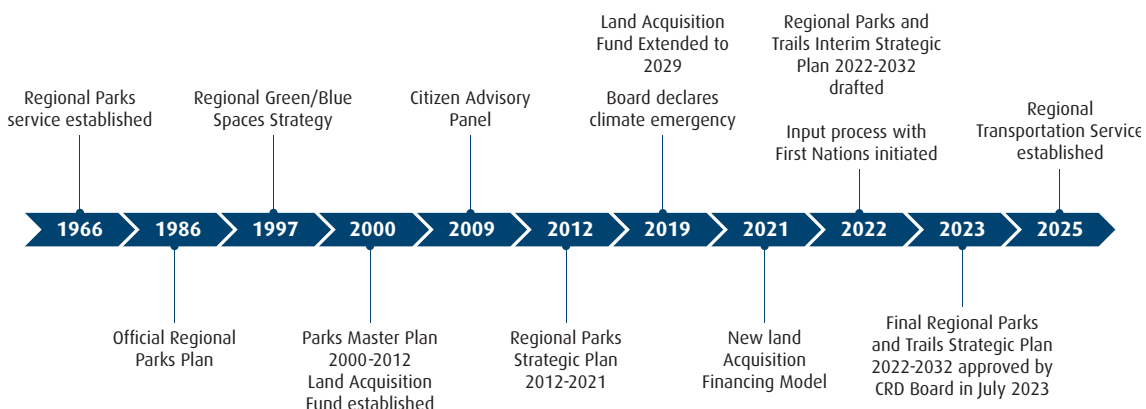 Land Acquisition
Fund Extended to
2029
Regional Parks and
Trails Interim Strategic
Plan 2022-2032
drafted
Regional Parks
service established
Regional Green/Blue
Spaces Strategy
Citizen Advisory
Panel
Board declares
climate emergency
Input process with
First Nations initiated
Regional
Transportation Service
established
1966
1986
1997
2000
2009
2012
2019
2021
2022
2023
2025
Official Regional
Parks Plan
Parks Master Plan
2000-2012
Land Acquisition
Fund established
Regional Parks
Strategic Plan
2012-2021
New land
Acquisition
Financing Model
Final Regional Parks
and Trails Strategic Plan
2022-2032 approved by
CRD Board in July 2023